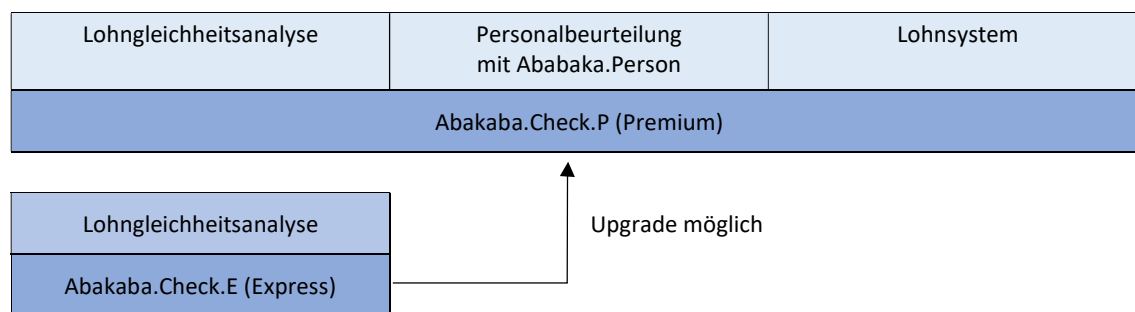 Lohngleichheitsanalyse
Personalbeurteilung
mit Ababaka.Person
Lohnsystem
Abakaba.Check.P (Premium)
Lohngleichheitsanalyse
Upgrade möglich
Abakaba.Check.E (Express)